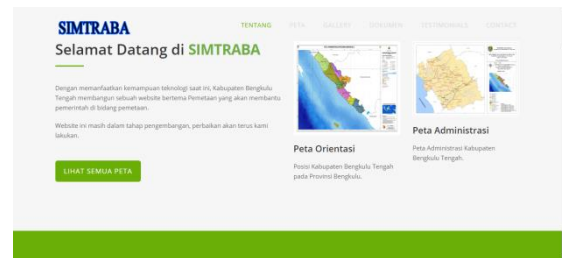 SIMTRABA
TENTANG PETA GALLERY DOKUMEN TESTIMONIALS CONTACT
Selamat Datang di SIMTRABA
Dengan memanfaatkan kemampuan teknologi saat ini, Kabupaten Bengkulu
Tengah membangun sebuah website bertema Pemetaan yang akan membantu
pemerintah di bidang pemetaan.
Website ini masih dalam tahap pengembangan, perbaikan akan terus kami
lakukan.
LIHAT SEMUA PETA
Peta Orientasi
Posisi Kabupaten Bengkulu Tengah
pada Provinsi Bengkulu.
Peta Administrasi
Peta Administrasi Kabupaten
Bengkulu Tengah.